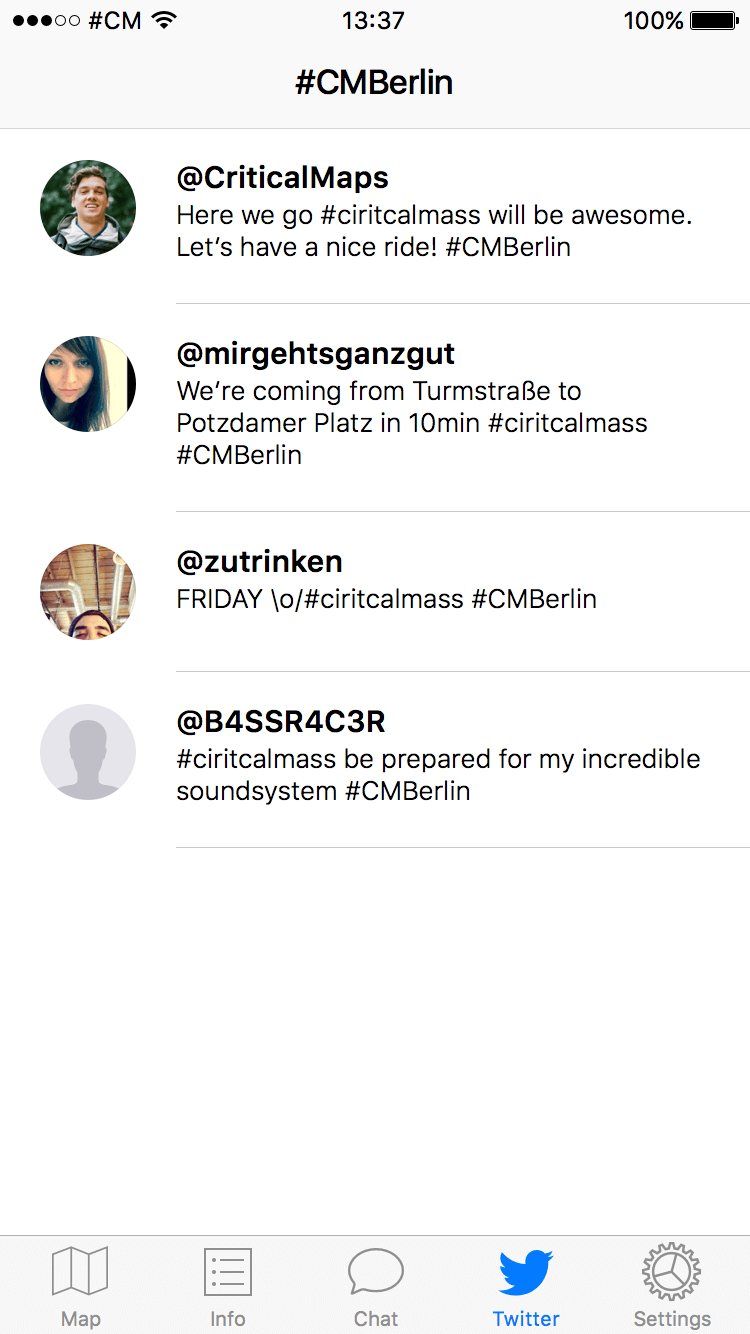 #CM 13:37 100%
#CMBerlin
@CriticalMaps
Here we go #ciritcalmass will be awesome.
Let’s have a nice ride! #CMBerlin
@mirgehtsganzgut
We’re coming from Turmstraße to
Potzdamer Platz in 10min #ciritcalmass
#CMBerlin
@zutrinken
FRIDAY \o/#ciritcalmass #CMBerlin
@B4SSR4C3R
#ciritcalmass be prepared for my incredible
soundsystem #CMBerlin
Map Info Chat Twitter Settings